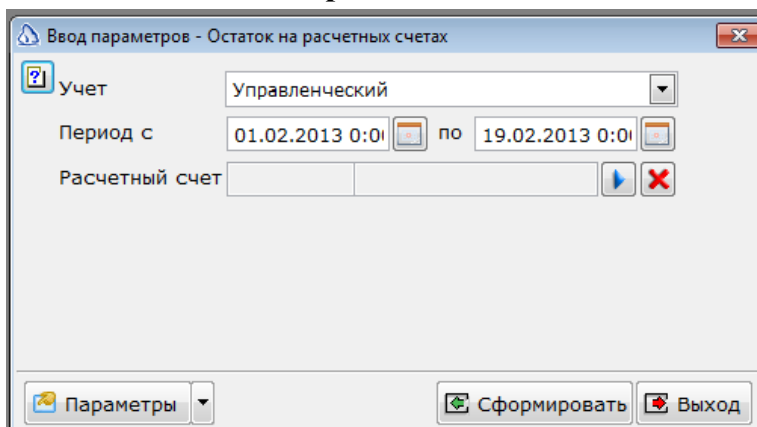 Ввод параметров - Остаток на расчетных счетах
Учет Управленческий
Период с 01.02.2013 0:0 по 19.02.2013 0:0
Расчетный счет
Параметры Сформировать Выход